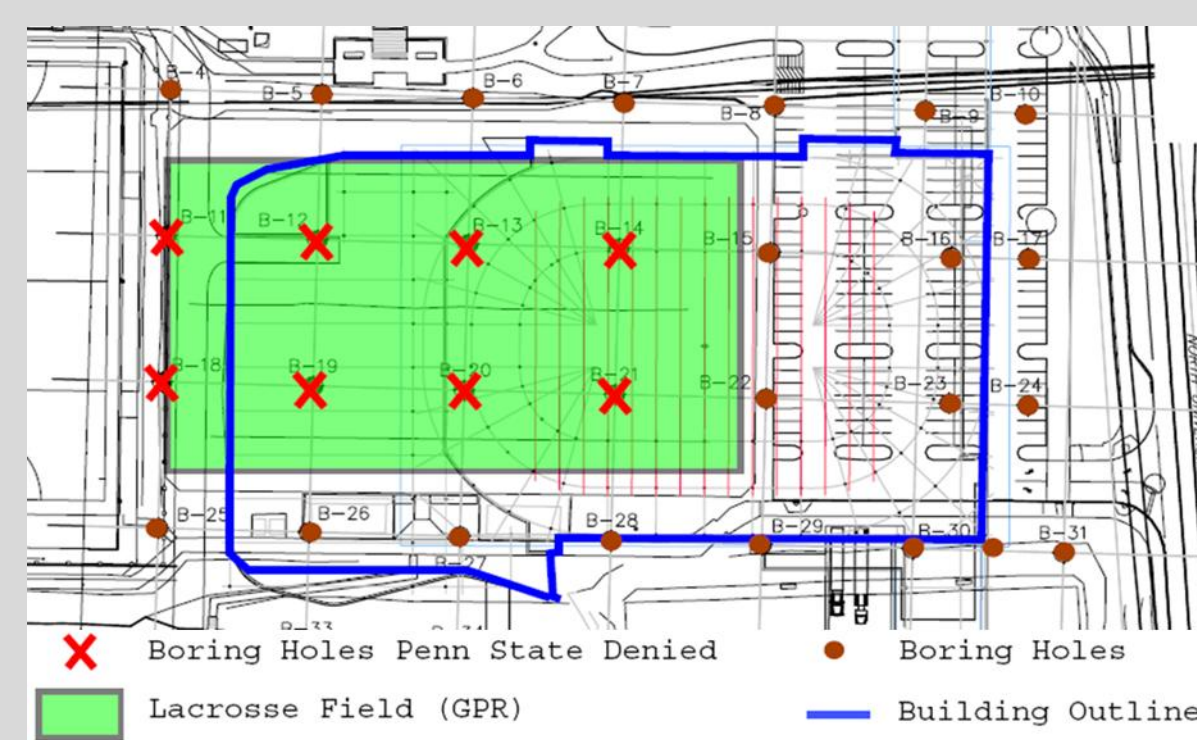 B-4
B-5
B-6
B-7
B-8
B-9
B-10
B-11
B-12
B-13
B-14
B-15
B-16
B-17
B-18
B-19
B-20
B-21
B-22
B-23
B-24
B-25
B-26
B-27
B-28
B-29
B-30
B-31
B-33
B-34
Boring Holes Penn State Denied
Boring Holes
Lacrosse Field (GPR)
Building Outline